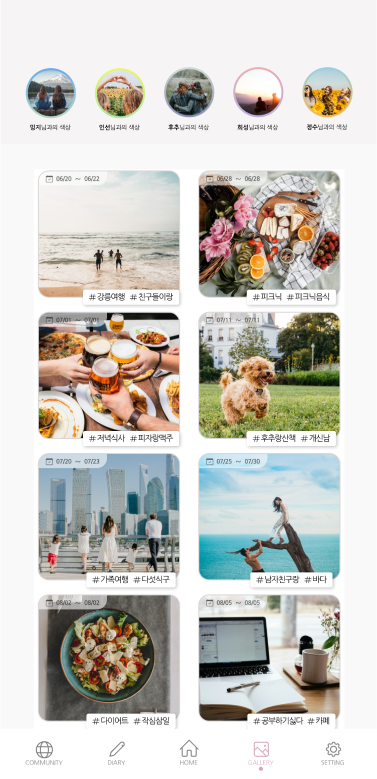 밀지님과의 색상
인선님과의 색상
후추님과의 색상
희성님과의 색상
정수님과의 색상
06/20 ~ 06/22
06/28 ~ 06/28
#강릉여행 #친구들이랑
#피크닉 #피크닉음식
07/01 ~ 07/01
07/11 ~ 07/11
#저녁식사 #피자랑맥주
#후추랑산책 #개신남
07/20 ~ 07/23
07/25 ~ 07/30
#가족여행 #다섯식구
#남자친구랑 #바다
08/02 ~ 08/02
08/05 ~ 08/05
#다이어트 #작심삼일
#공부하기싫다 #카페
COMMUNITY
DIARY
HOME
GALLERY
SETTING